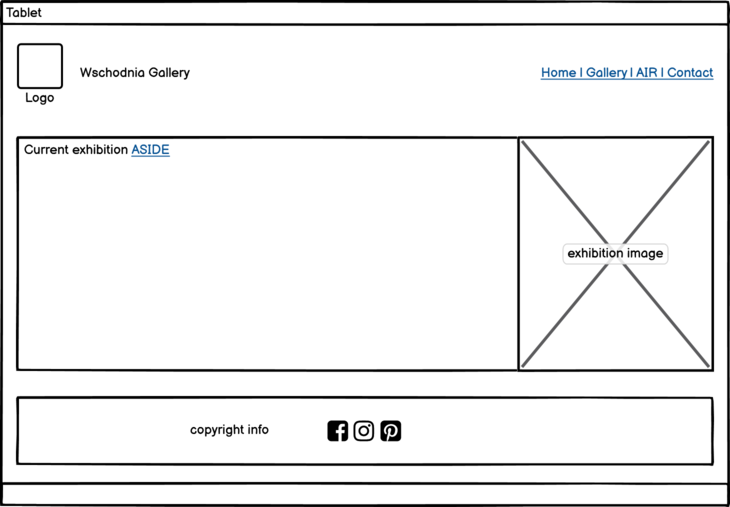 Tablet
Wschodnia Gallery
Home | Gallery | AIR | Contact
Logo
Current exhibition ASIDE
exhibition image
copyright info